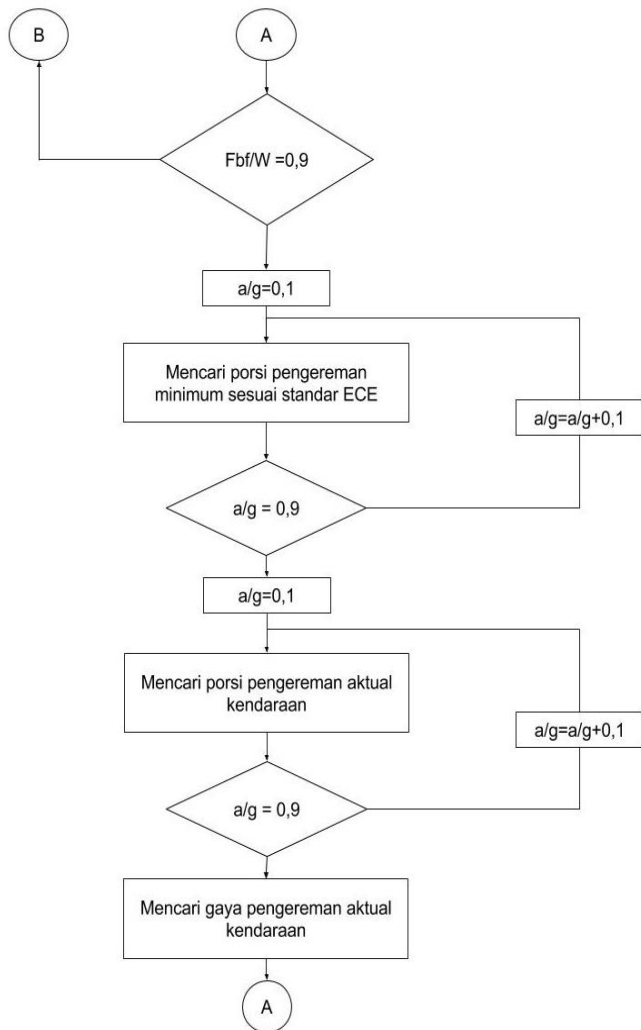 B
A
Fbf/W =0,9
a/g=0,1
Mencari porsi pengereman
minimum sesuai standar ECE
a/g=a/g+0,1
a/g = 0,9
a/g=0,1
Mencari porsi pengereman aktual
kendaraan
a/g=a/g+0,1
a/g = 0,9
Mencari gaya pengereman aktual
kendaraan
A